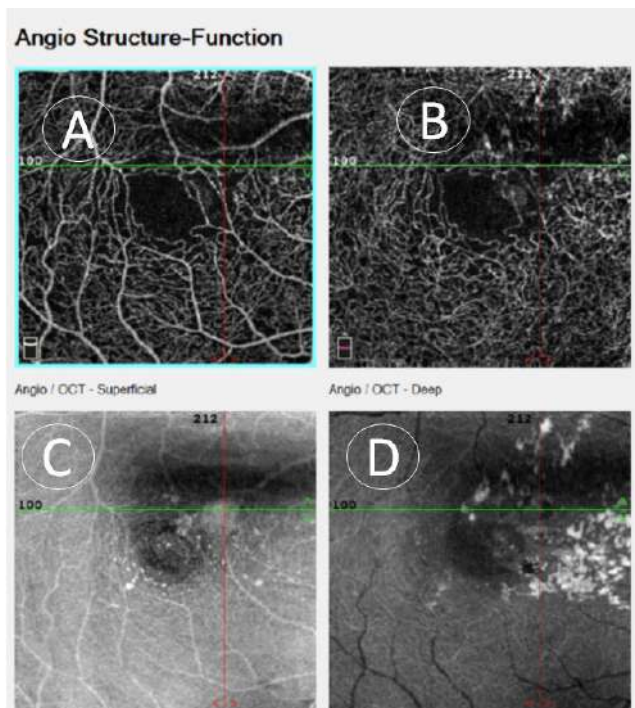 Angio Structure-Function
212
A
100
212
B
100
Angio / OCT - Superficial
Angio / OCT - Deep
212
C
100
212
D
100